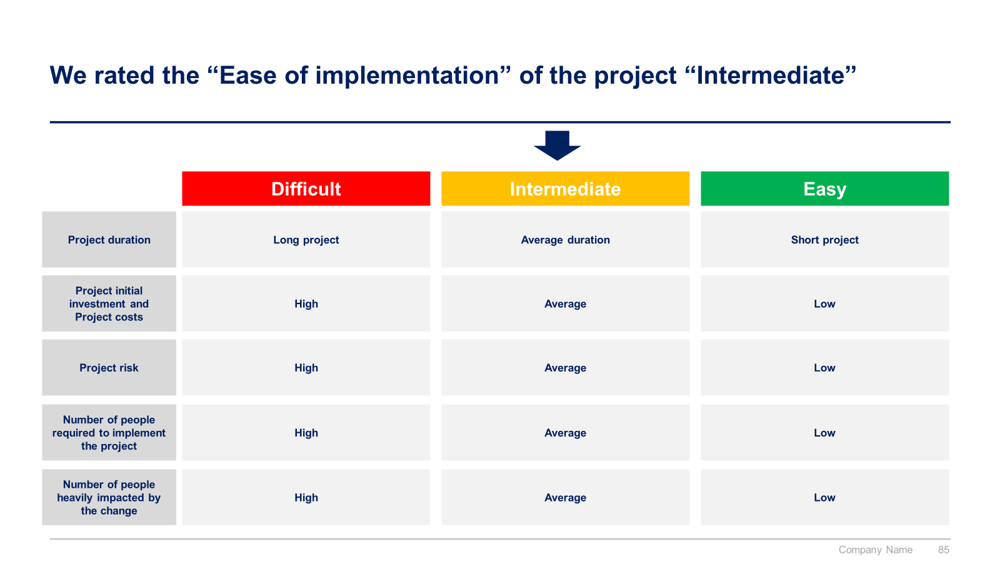 We rated the “Ease of implementation” of the project “Intermediate”
Difficult
Intermediate
Easy
Project duration
Long project
Average duration
Short project
Project initial
investment and
Project costs
High
Average
Low
Project risk
High
Average
Low
Number of people
required to implement
the project
High
Average
Low
Number of people
heavily impacted by
the change
High
Average
Low
Company Name
85